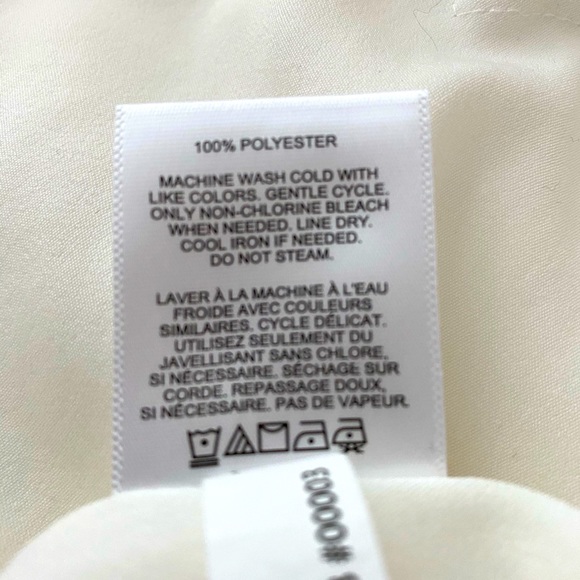 100% POLYESTER
MACHINE WASH COLD WITH
LIKE COLORS. GENTLE CYCLE.
ONLY NON-CHLORINE BLEACH
WHEN NEEDED. LINE DRY.
COOL IRON IF NEEDED.
DO NOT STEAM.
LAVER À LA MACHINE À L'EAU
FROIDE AVEC COULEURS
SIMILAIRES. CYCLE DÉLICAT.
UTILISEZ SEULEMENT DU
JAVELLISANT SANS CHLORE,
SI NÉCESSAIRE. SÉCHAGE SUR
CORDE. REPASSAGE DOUX,
SI NÉCESSAIRE. PAS DE VAPEUR.
#00003